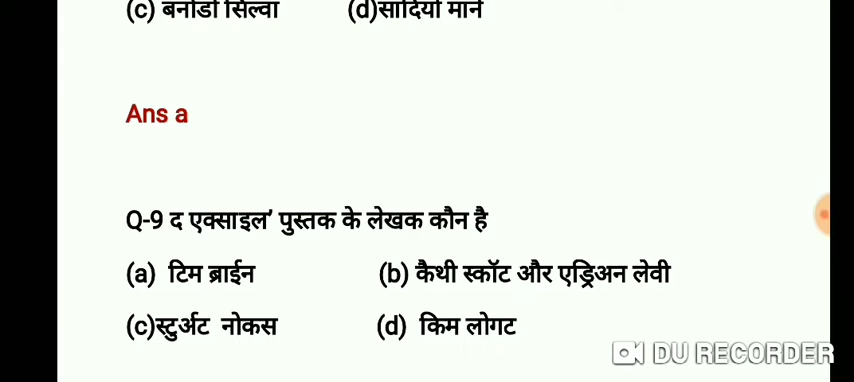 (c) बर्नार्डो सिल्वा (d)सादियो माने
Ans a
Q-9 द एक्साइल' पुस्तक के लेखक कौन है
(a) टिम ब्राईन (b) कैथी स्कॉट और एड्रिअन लेवी
(c)स्टुर्अट नोकस (d) किम लोगट
DU RECORDER